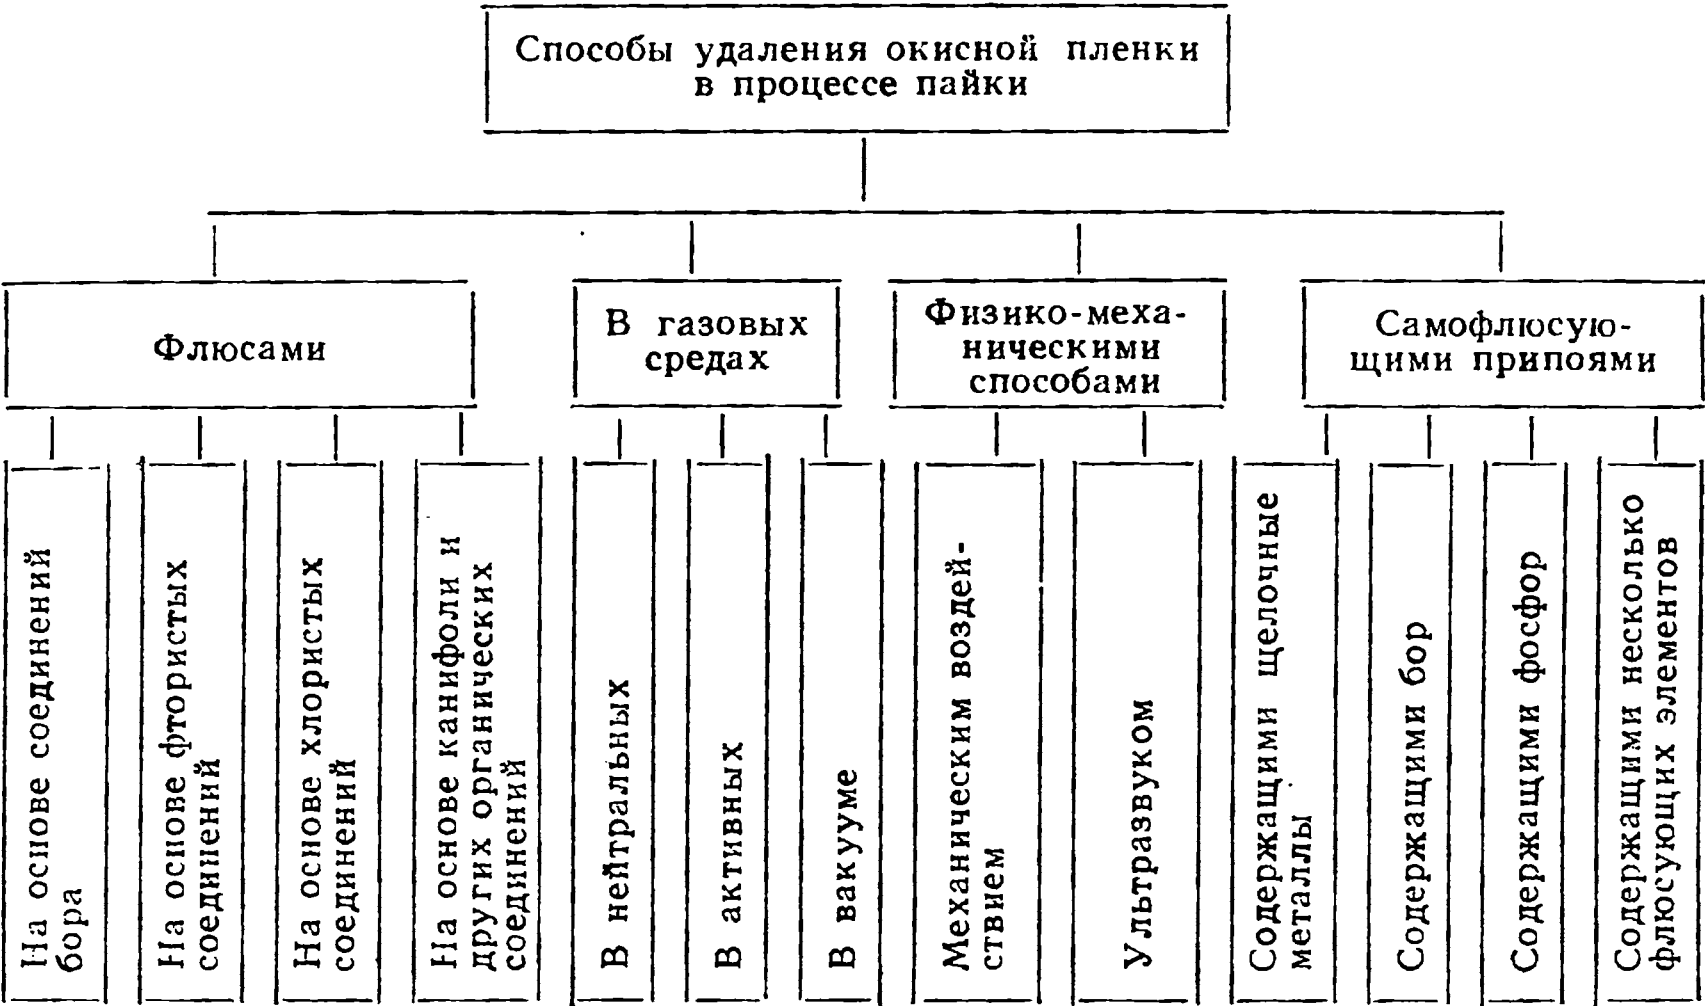 Способы удаления окисной пленки
в процессе пайки
Флюсами
В газовых
средах
Физико-меха-
ническими
способами
Самофлюсую-
щими припоями
На основе соединений
бора
На основе фтористых
соединений
На основе хлористых
соединений
На основе канифоли и
других органических
соединений
В нейтральных
В активных
В вакууме
Механическим воздей-
ствием
Ультразвуком
Содержащими щелочные
металлы
Содержащими бор
Содержащими фосфор
Содержащими несколько
флюсующих элементов